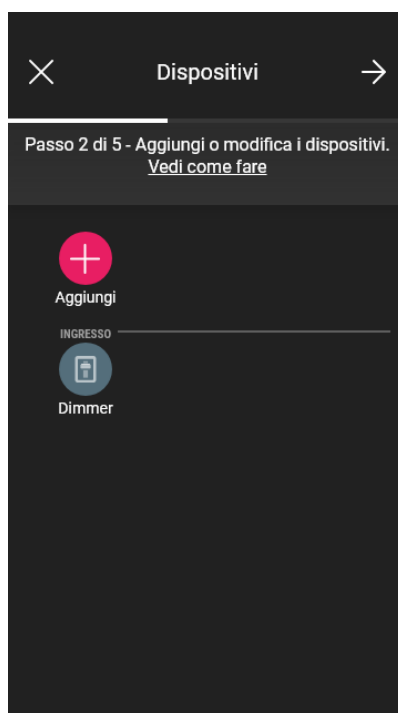 Dispositivi
Passo 2 di 5 - Aggiungi o modifica i dispositivi.
Vedi come fare
Aggiungi
INGRESSO
Dimmer